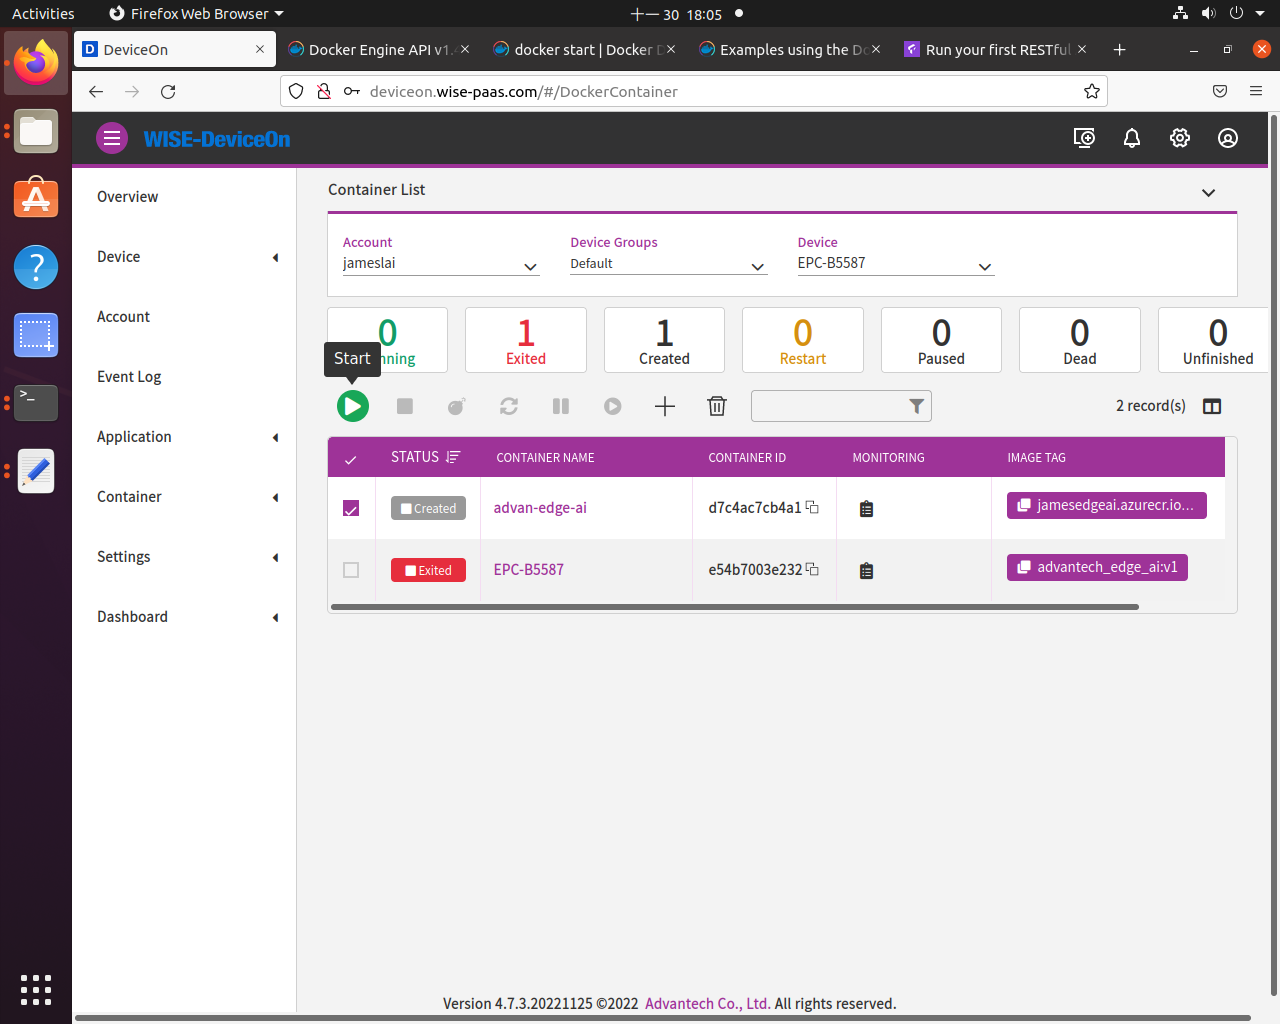 Activities
Firefox Web Browser
十一 30 18:05
DeviceOn
Docker Engine API v1.4
docker start | Docker D
Examples using the Do
Run your first RESTful
deviceon.wise-paas.com/#/DockerContainer
WISE-DeviceOn
Overview
Device
Account
Event Log
Application
Container
Settings
Dashboard
Container List
Account
Device Groups
Device
jameslai
Default
EPC-B5587
0
1
1
0
0
0
0
nning
Exited
Created
Restart
Paused
Dead
Unfinished
Start
2 record(s)
STATUS
CONTAINER NAME
CONTAINER ID
MONITORING
IMAGE TAG
Created
advan-edge-ai
d7c4ac7cb4a1
jamesedgeai.azurecr.io...
Exited
EPC-B5587
e54b7003e232
advantech_edge_ai:v1
Version 4.7.3.20221125 ©2022 Advantech Co., Ltd. All rights reserved.